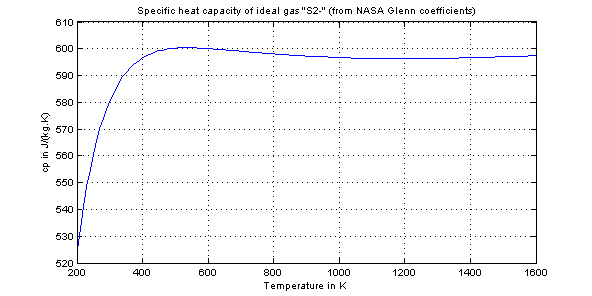 Specific heat capacity of ideal gas "S2-" (from NASA Glenn coefficients)
610
600
590
580
570
560
550
540
530
520
cp in J/(kg.K)
200 400 600 800 1000 1200 1400 1600
Temperature in K